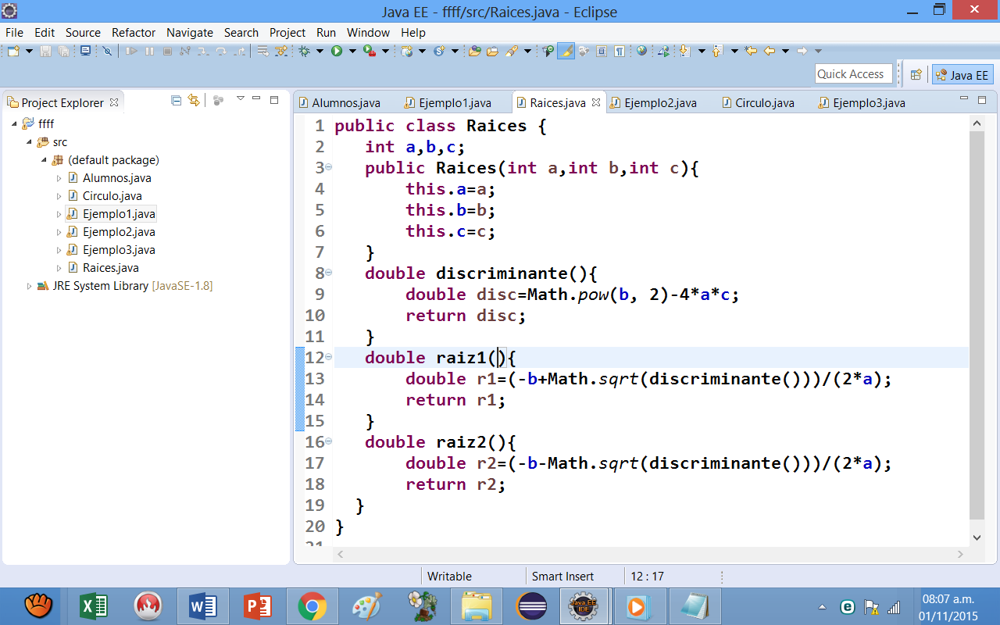 Java EE - ffff/src/Raices.java - Eclipse
File Edit Source Refactor Navigate Search Project Run Window Help
Quick Access
Java EE
Project Explorer
ffff
src
(default package)
Alumnos.java
Circulo.java
Ejemplo1.java
Ejemplo2.java
Ejemplo3.java
Raices.java
JRE System Library [JavaSE-1.8]
Alumnos.java Ejemplo1.java Raices.java Ejemplo2.java Circulo.java Ejemplo3.java
1 public class Raices {
2 int a,b,c;
3 public Raices(int a,int b,int c){
4 this.a=a;
5 this.b=b;
6 this.c=c;
7 }
8 double discriminante(){
9 double disc=Math.pow(b, 2)-4*a*c;
10 return disc;
11 }
12 double raiz1(){
13 double r1=(-b+Math.sqrt(discriminante()))/(2*a);
14 return r1;
15 }
16 double raiz2(){
17 double r2=(-b-Math.sqrt(discriminante()))/(2*a);
18 return r2;
19 }
20 }
21
Writable Smart Insert 12 : 17
Java EE
IDE
08:07 a.m.
01/11/2015